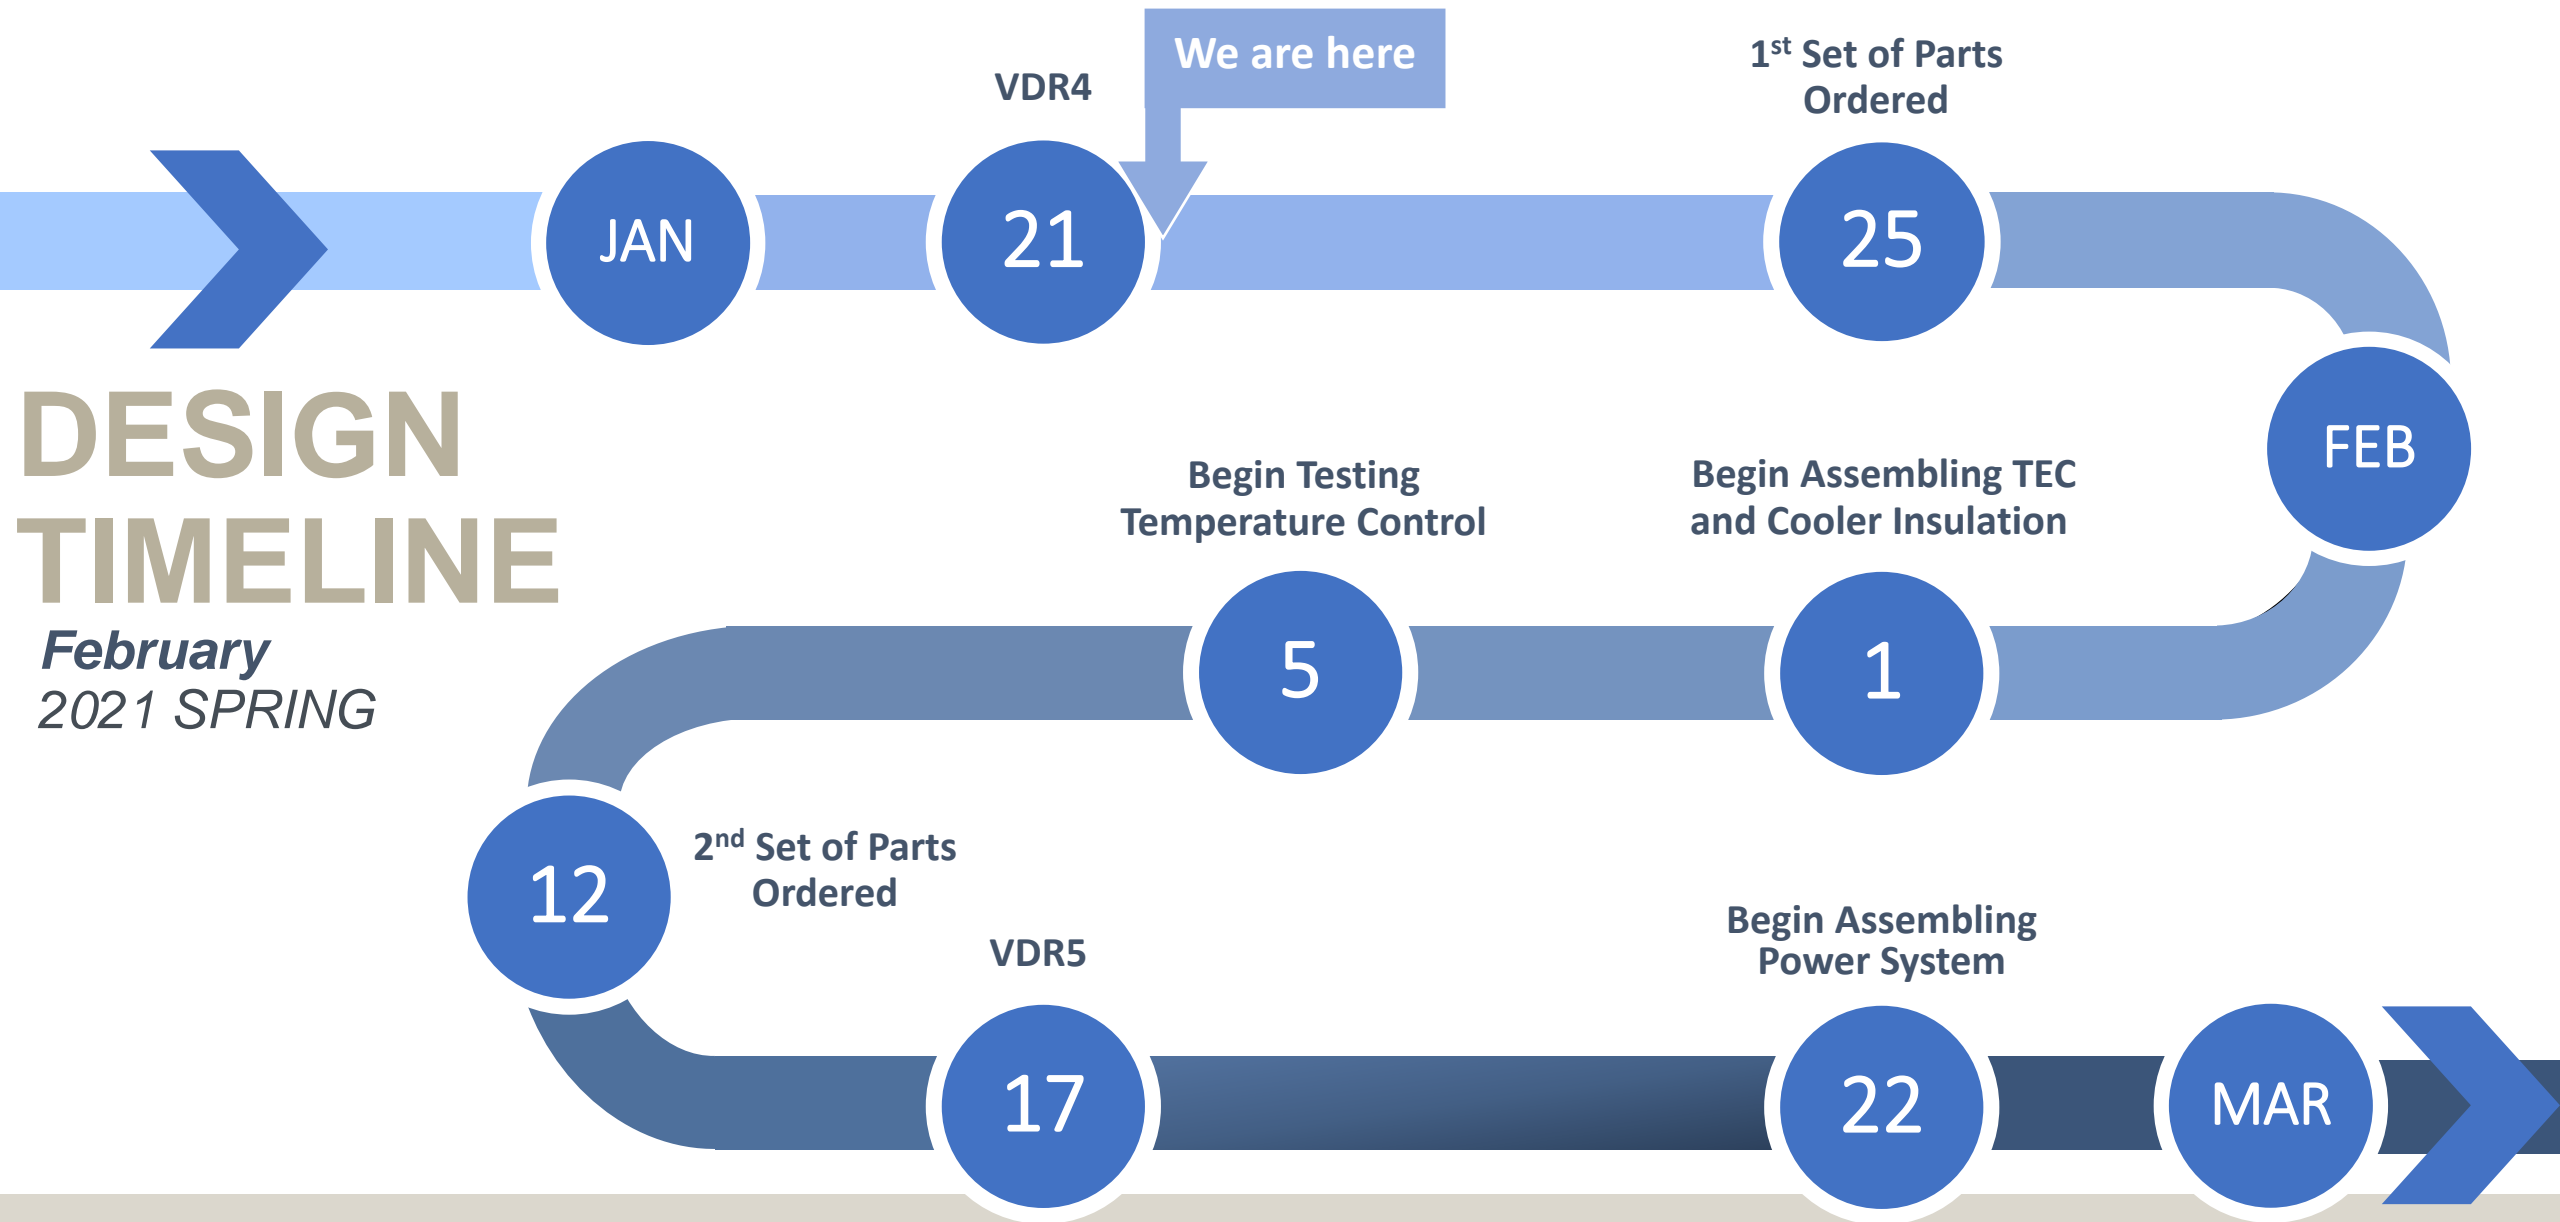 We are here
VDR4
1st Set of Parts
Ordered
JAN
21
25
FEB
DESIGN
TIMELINE
February
2021 SPRING
Begin Testing
Temperature Control
Begin Assembling TEC
and Cooler Insulation
5
1
12
2nd Set of Parts
Ordered
VDR5
Begin Assembling
Power System
17
22
MAR